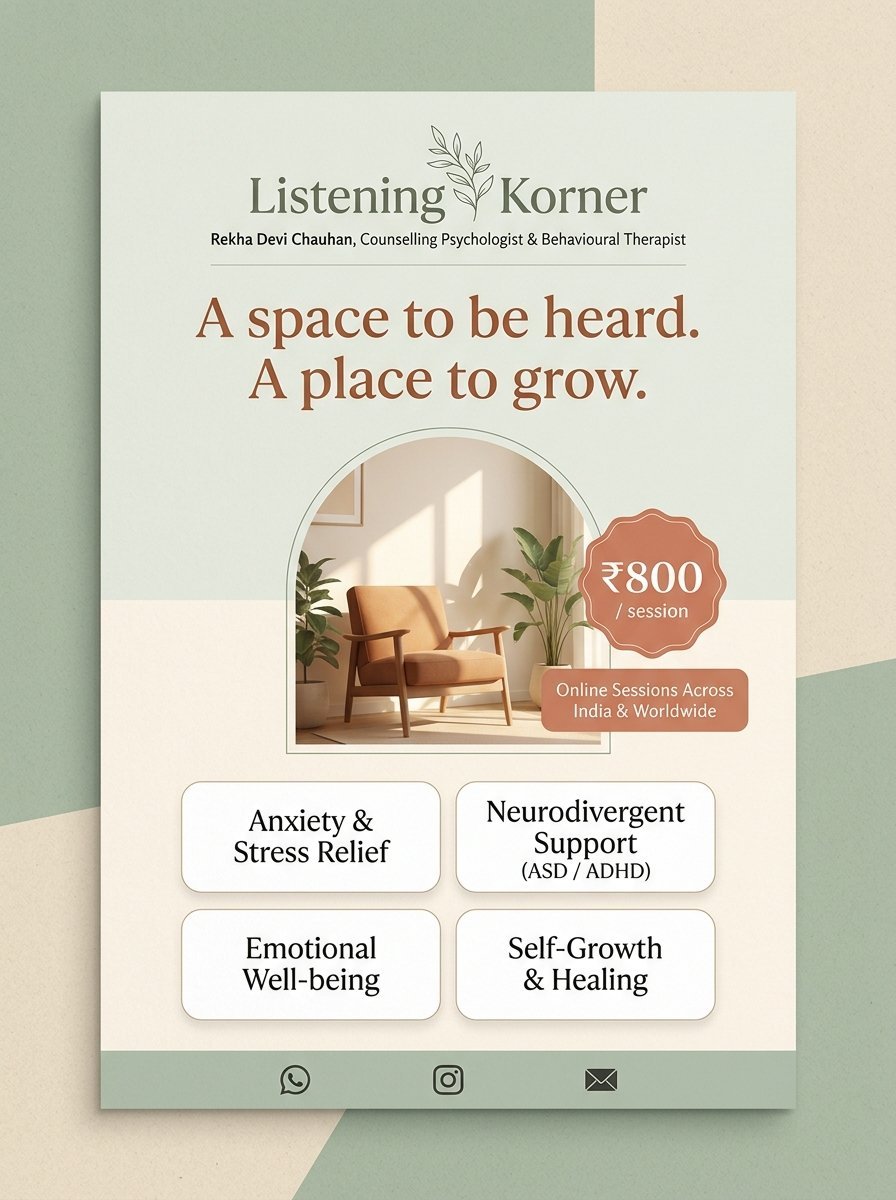 Listening Korner
Rekha Devi Chauhan, Counselling Psychologist & Behavioural Therapist
A space to be heard.
A place to grow.
₹800
/ session
Online Sessions Across
India & Worldwide
Anxiety &
Stress Relief
Neurodivergent
Support
(ASD / ADHD)
Emotional
Well-being
Self-Growth
& Healing